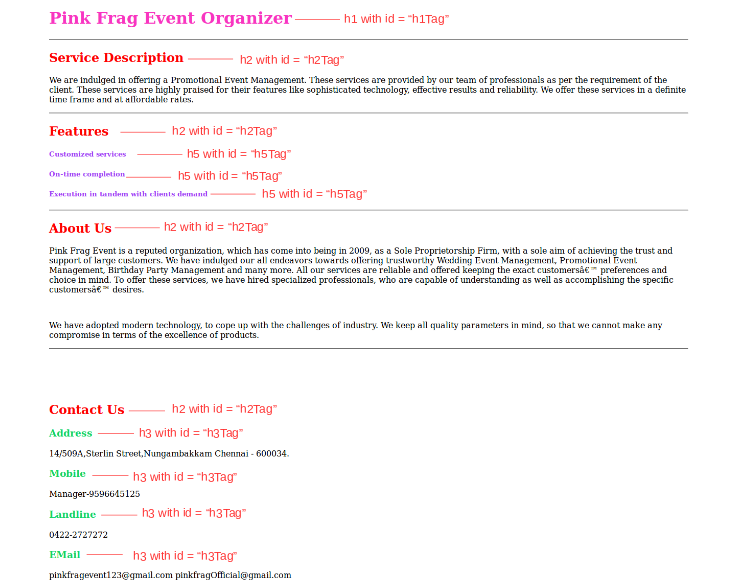 Pink Frag Event Organizer h1 with id = “h1Tag”
Service Description h2 with id = “h2Tag”
We are indulged in offering a Promotional Event Management. These services are provided by our team of professionals as per the requirement of the
client. These services are highly praised for their features like sophisticated technology, effective results and reliability. We offer these services in a definite
time frame and at affordable rates.
Features h2 with id = “h2Tag”
Customized services h5 with id = “h5Tag”
On-time completion h5 with id = “h5Tag”
Execution in tandem with clients demand h5 with id = “h5Tag”
About Us h2 with id = “h2Tag”
Pink Frag Event is a reputed organization, which has come into being in 2009, as a Sole Proprietorship Firm, with a sole aim of achieving the trust and
support of large customers. We have indulged our all endeavors towards offering trustworthy Wedding Event Management, Promotional Event
Management, Birthday Party Management and many more. All our services are reliable and offered keeping the exact customersâ€™ preferences and
choice in mind. To offer these services, we have hired specialized professionals, who are capable of understanding as well as accomplishing the specific
customersâ€™ desires.
We have adopted modern technology, to cope up with the challenges of industry. We keep all quality parameters in mind, so that we cannot make any
compromise in terms of the excellence of products.
Contact Us h2 with id = “h2Tag”
Address h3 with id = “h3Tag”
14/509A,Sterlin Street,Nungambakkam Chennai - 600034.
Mobile h3 with id = “h3Tag”
Manager-9596645125
Landline h3 with id = “h3Tag”
0422-2727272
EMail h3 with id = “h3Tag”
pinkfragevent123@gmail.com pinkfragOfficial@gmail.com